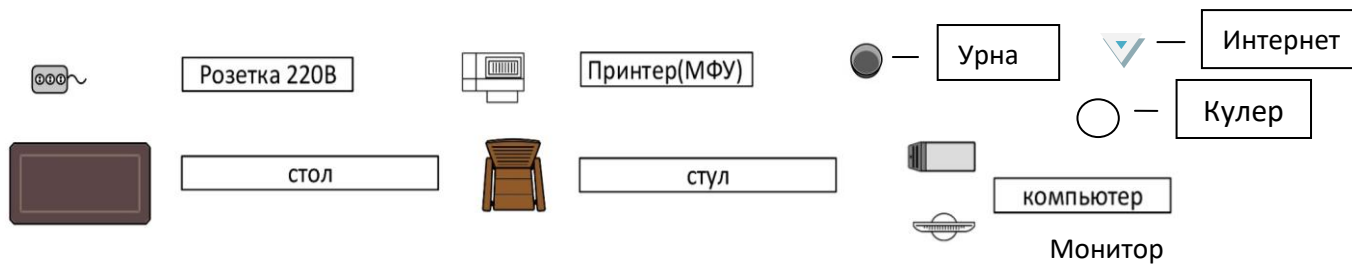 Розетка 220В
Принтер(МФУ)
Урна
Интернет
Кулер
стол
стул
компьютер
Монитор